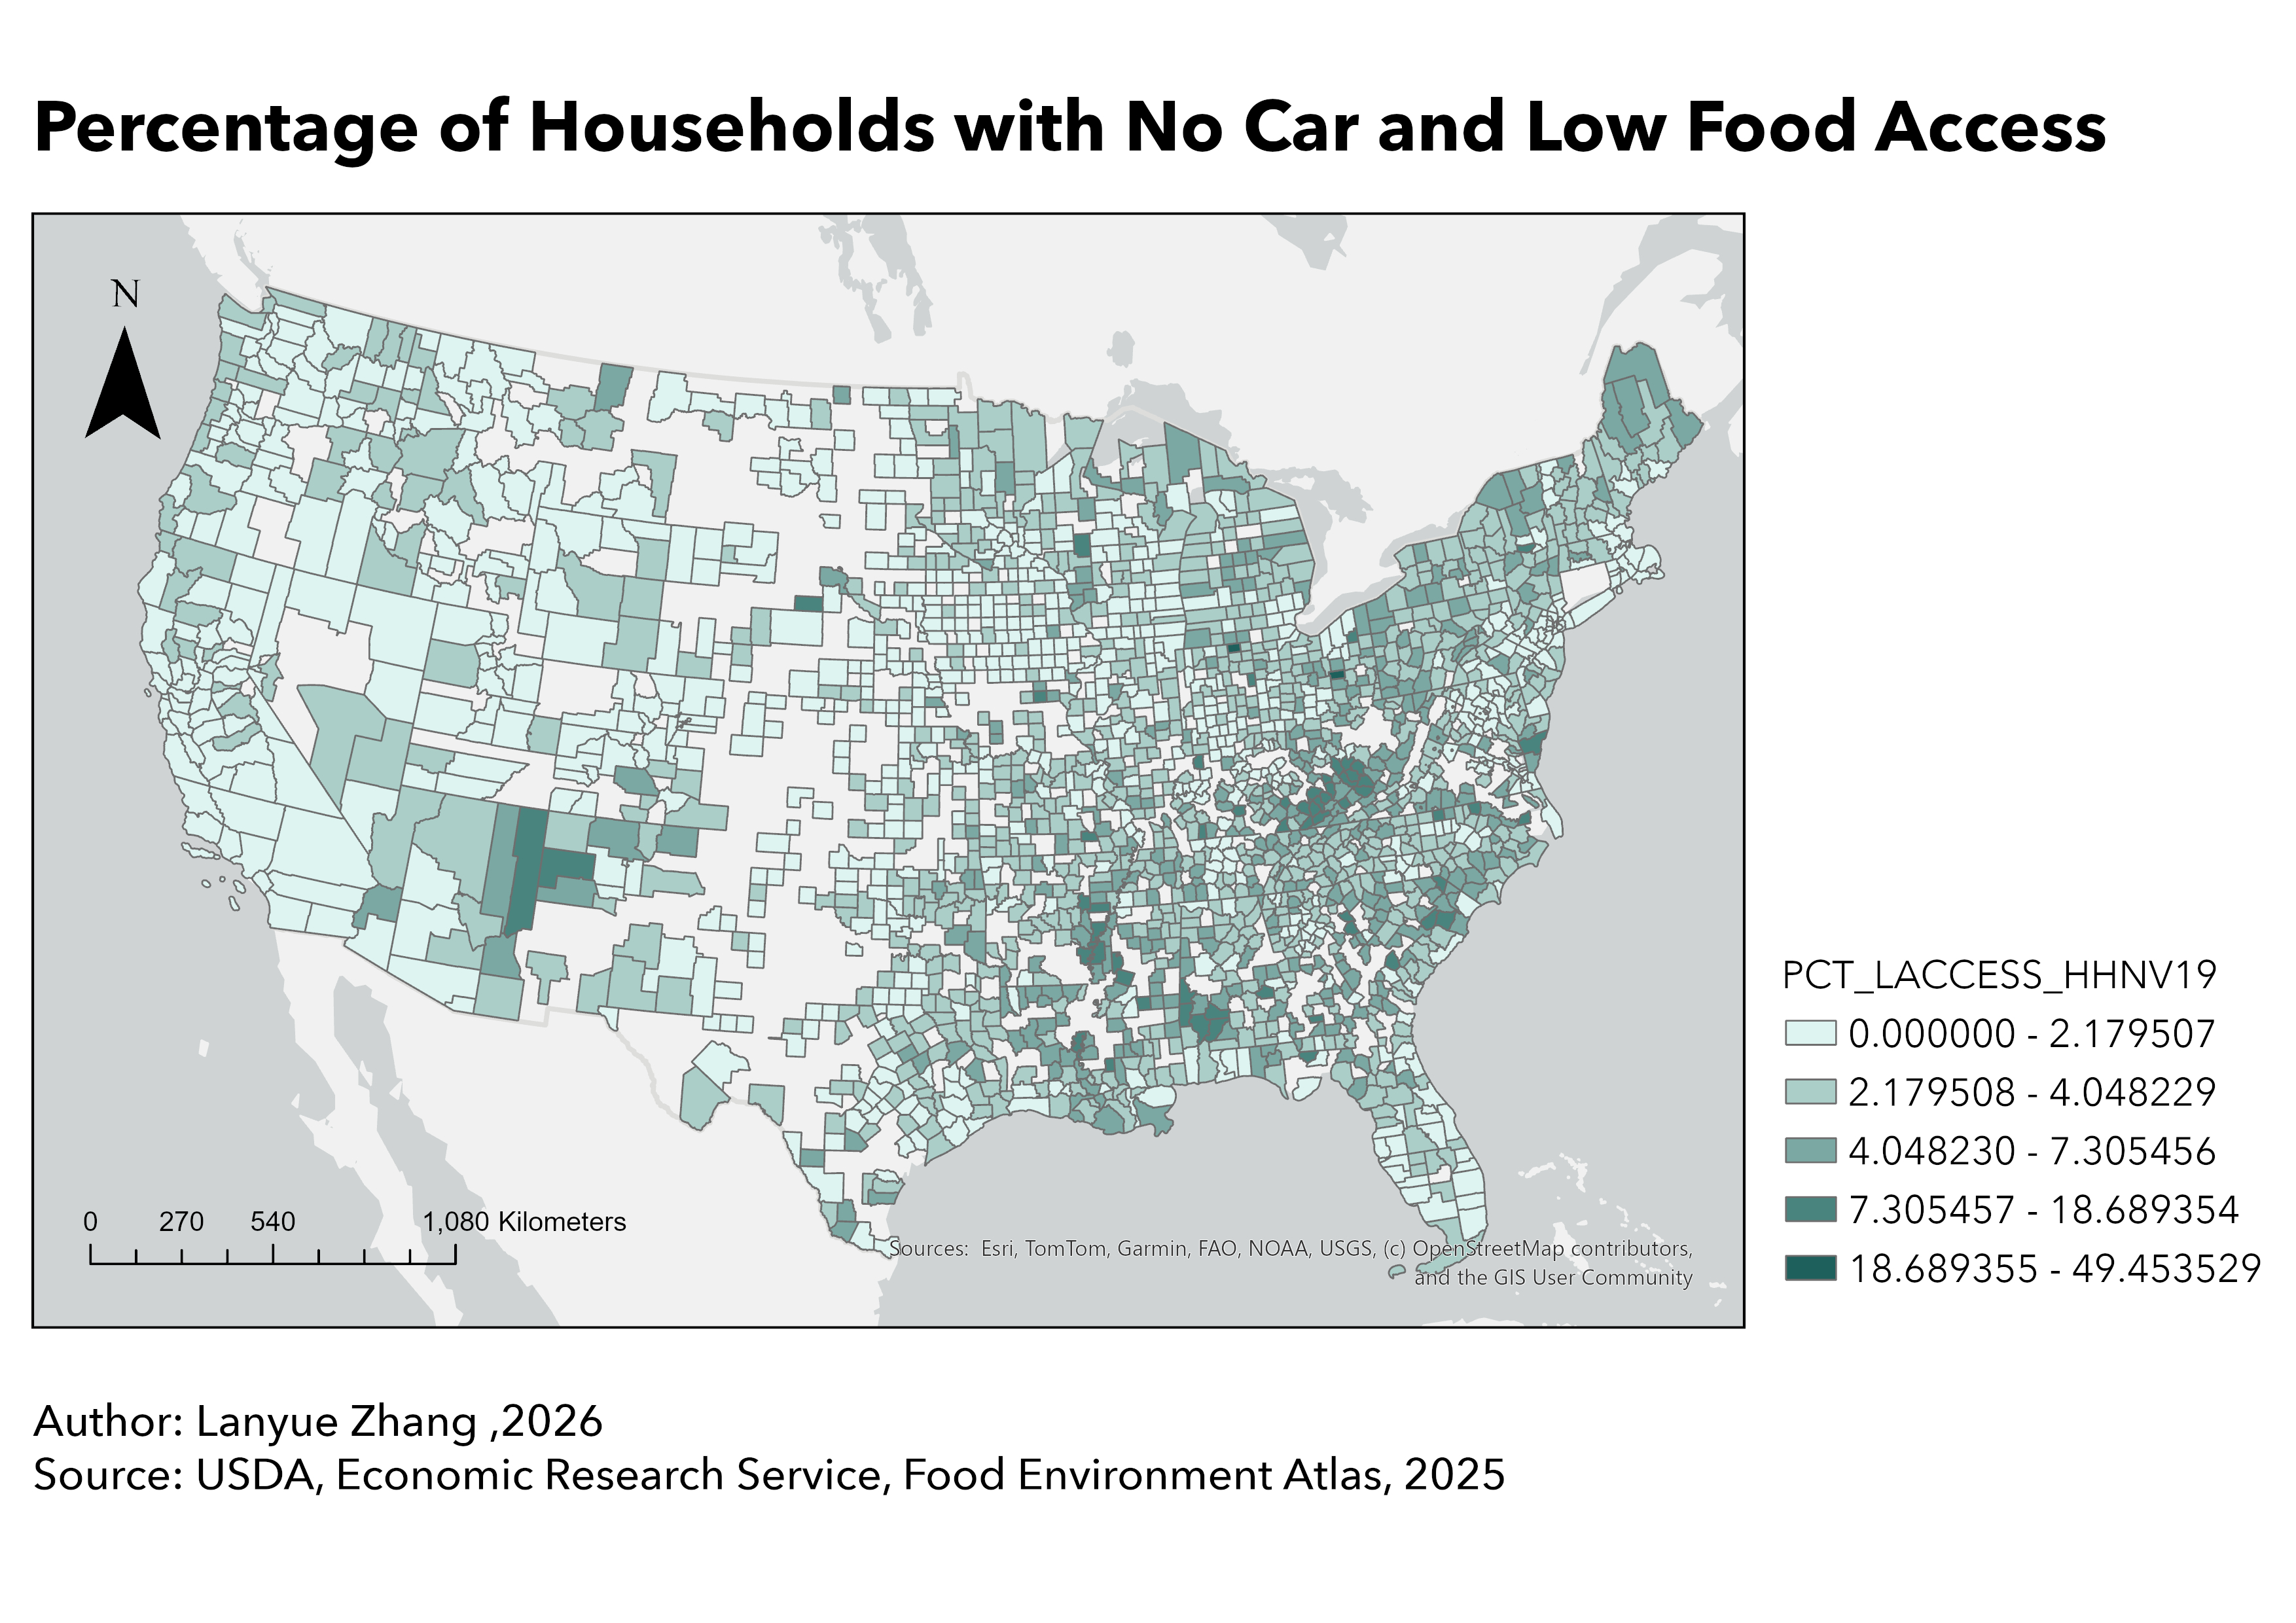 Percentage of Households with No Car and Low Food Access
N
PCT_LACCESS_HHNV19
0.000000 - 2.179507
2.179508 - 4.048229
4.048230 - 7.305456
7.305457 - 18.689354
18.689355 - 49.453529
0 270 540 1,080 Kilometers
Sources: Esri, TomTom, Garmin, FAO, NOAA, USGS, (c) OpenStreetMap contributors,
and the GIS User Community
Author: Lanyue Zhang ,2026
Source: USDA, Economic Research Service, Food Environment Atlas, 2025